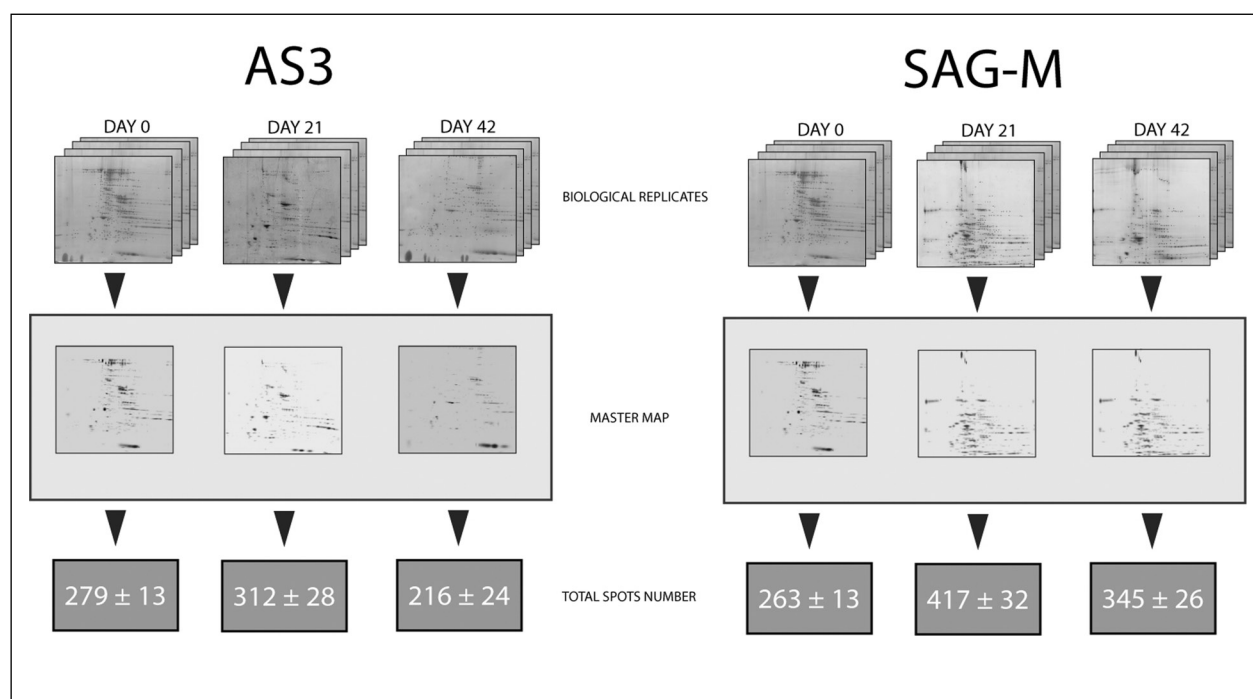 AS3
SAG-M
DAY 0
DAY 21
DAY 42
DAY 0
DAY 21
DAY 42
BIOLOGICAL REPLICATES
MASTER MAP
279 ± 13
312 ± 28
216 ± 24
TOTAL SPOTS NUMBER
263 ± 13
417 ± 32
345 ± 26